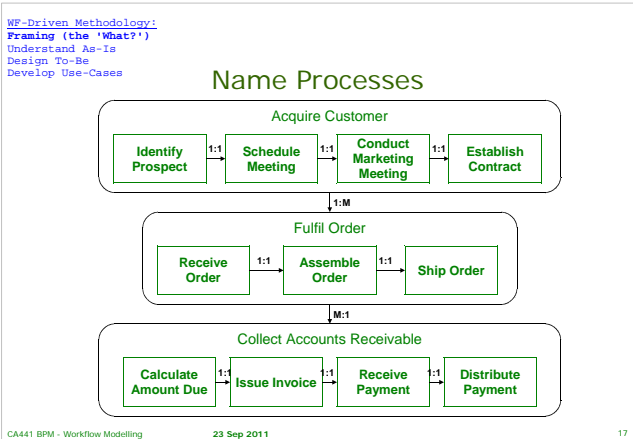 WF-Driven Methodology:
Framing (the 'What?')
Understand As-Is
Design To-Be
Develop Use-Cases
Name Processes
Acquire Customer
Identify
Prospect
1:1
Schedule
Meeting
1:1
Conduct
Marketing
Meeting
1:1
Establish
Contract
1:M
Fulfil Order
Receive
Order
1:1
Assemble
Order
1:1
Ship Order
M:1
Collect Accounts Receivable
Calculate
Amount Due
1:1
Issue Invoice
1:1
Receive
Payment
1:1
Distribute
Payment
CA441 BPM - Workflow Modelling
23 Sep 2011
17